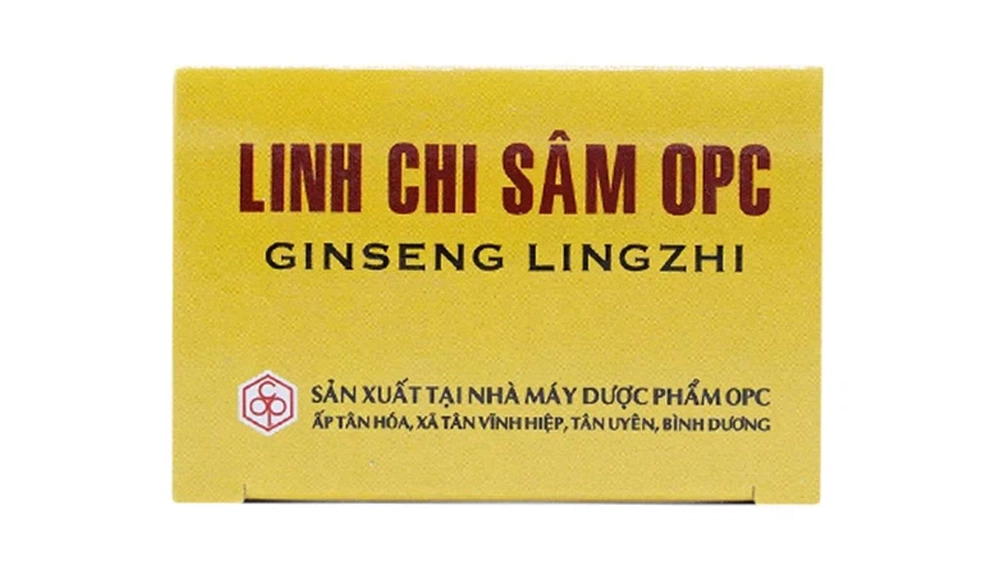 LINH CHI SÂM OPC
GINSENG LINGZHI
OPC
SẢN XUẤT TẠI NHÀ MÁY DƯỢC PHẨM OPC
ẤP TÂN HÓA, XÃ TÂN VĨNH HIỆP, TÂN UYÊN, BÌNH DƯƠNG